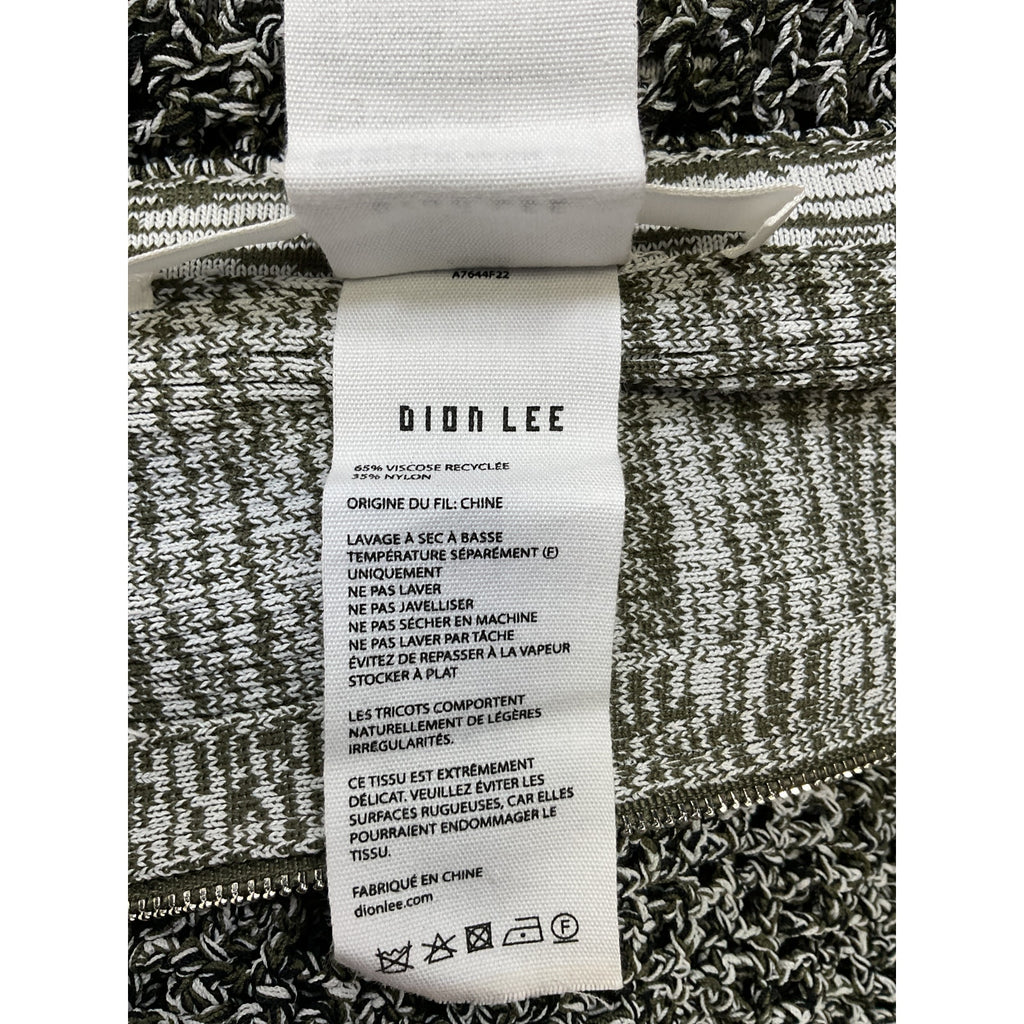 A7644F22
DION LEE
65% VISCOSE RECYCLÉE
35% NYLON
ORIGINE DU FIL: CHINE
LAVAGE À SEC À BASSE
TEMPÉRATURE SÉPARÉMENT (F)
UNIQUEMENT
NE PAS LAVER
NE PAS JAVELLISER
NE PAS SÉCHER EN MACHINE
NE PAS LAVER PAR TÂCHE
ÉVITEZ DE REPASSER À LA VAPEUR
STOCKER À PLAT
LES TRICOTS COMPORTENT
NATURELLEMENT DE LÉGÈRES
IRRÉGULARITÉS.
CE TISSU EST EXTRÊMEMENT
DÉLICAT. VEUILLEZ ÉVITER LES
SURFACES RUGUEUSES, CAR ELLES
POURRAIENT ENDOMMAGER LE
TISSU.
FABRIQUÉ EN CHINE
dionlee.com
F